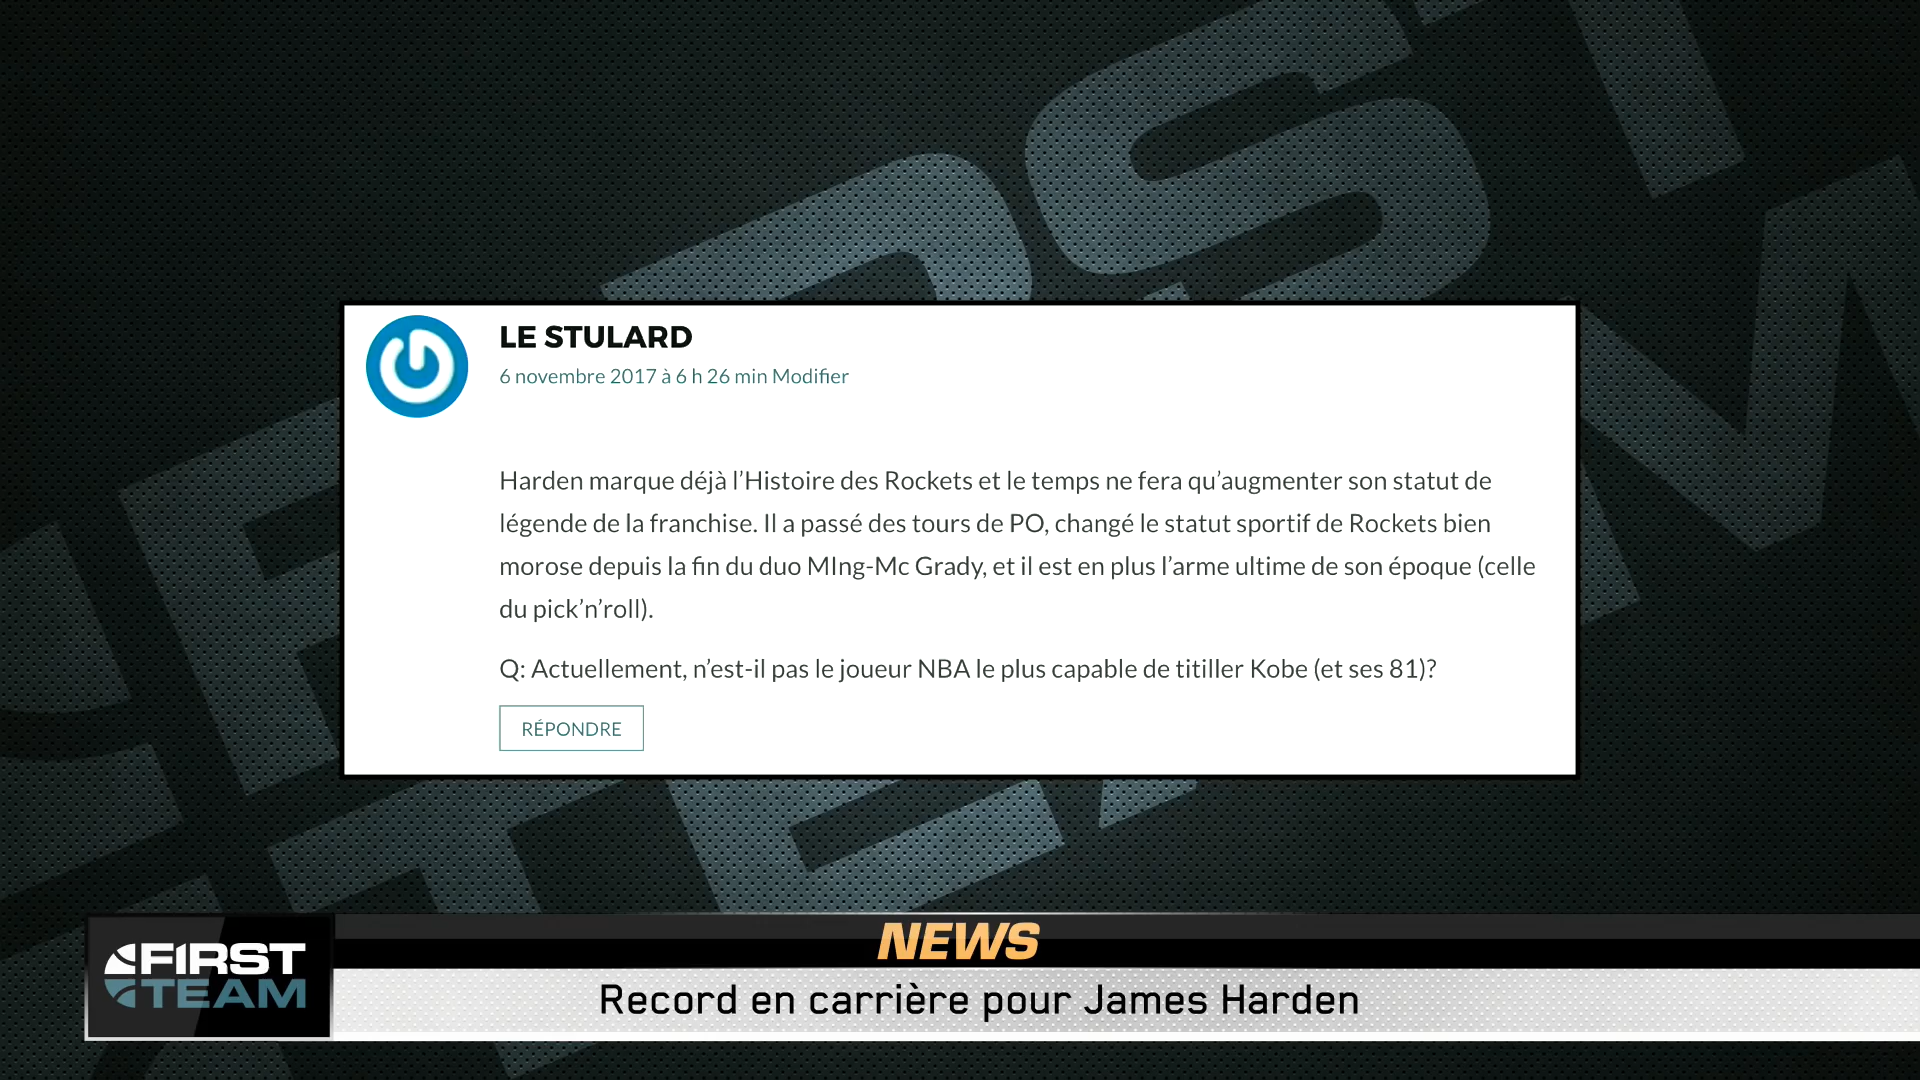 LE STULARD
6 novembre 2017 à 6 h 26 min Modifier
Harden marque déjà l’Histoire des Rockets et le temps ne fera qu’augmenter son statut de
légende de la franchise. Il a passé des tours de PO, changé le statut sportif de Rockets bien
morose depuis la fin du duo MIng-Mc Grady, et il est en plus l’arme ultime de son époque (celle
du pick’n’roll).
Q: Actuellement, n’est-il pas le joueur NBA le plus capable de titiller Kobe (et ses 81)?
RÉPONDRE
NEWS
FIRST
TEAM
Record en carrière pour James Harden